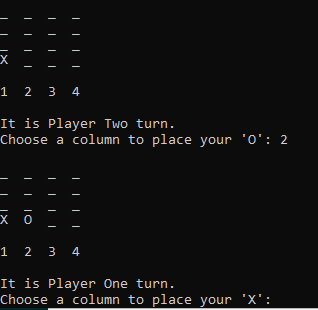 _ _ _ _
_ _ _ _
_ _ _ _
X _ _ _
1 2 3 4
It is Player Two turn.
Choose a column to place your 'O': 2
_ _ _ _
_ _ _ _
_ _ _ _
X O _ _
1 2 3 4
It is Player One turn.
Choose a column to place your 'X':